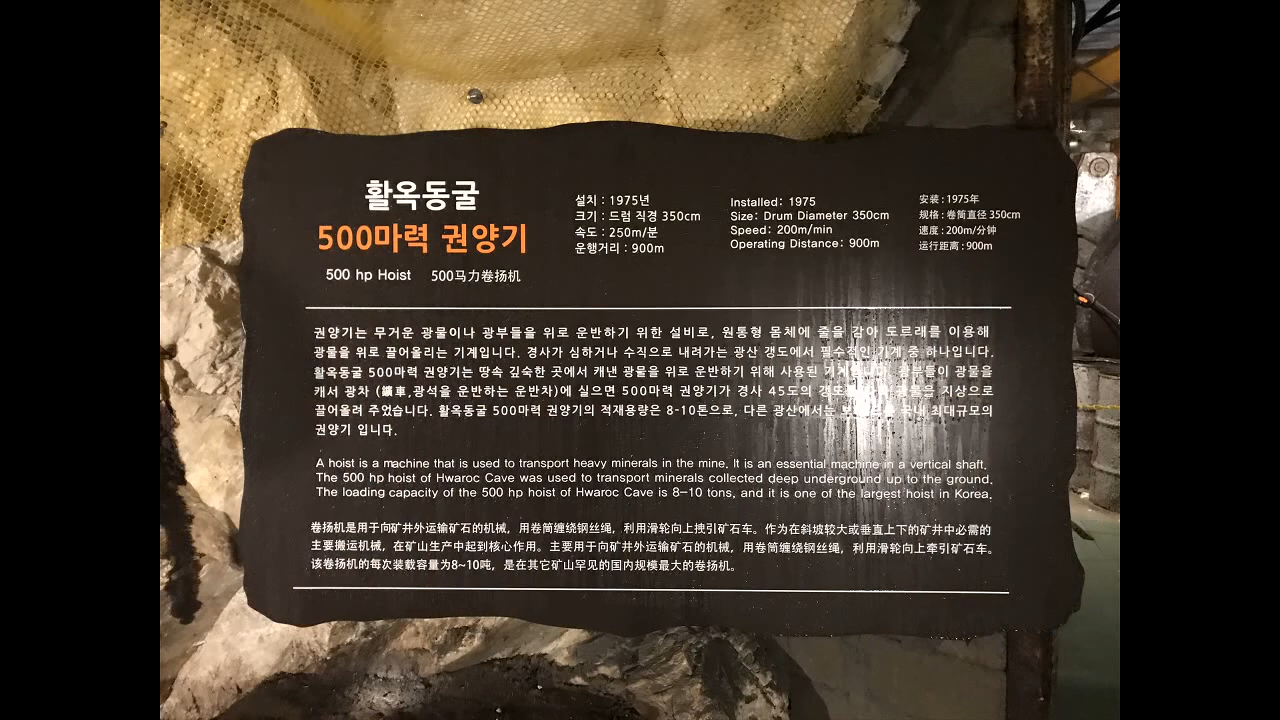 활옥동굴
500마력 권양기
500 hp Hoist 500马力卷扬机
설치 : 1975년
크기 : 드럼 직경 350cm
속도 : 250m/분
운행거리 : 900m
Installed: 1975
Size: Drum Diameter 350cm
Speed: 200m/min
Operating Distance: 900m
安装 : 1975年
规格 : 卷筒直径 350cm
速度 : 200m/分钟
运行距离 : 900m
권양기는 무거운 광물이나 광부들을 위로 운반하기 위한 설비로, 원통형 몸체에 줄을 감아 도르래를 이용해
광물을 위로 끌어올리는 기계입니다. 경사가 심하거나 수직으로 내려가는 광산 갱도에서 필수적인 기계 중 하나입니다.
활옥동굴 500마력 권양기는 땅속 깊숙한 곳에서 캐낸 광물을 위로 운반하기 위해 사용된 광부들이 광물을
캐서 광차 (鑛車,광석을 운반하는 운반차)에 실으면 500마력 권양기가 경사 45도의 광물을 지상으로
끌어올려 주었습니다. 활옥동굴 500마력 권양기의 적재용량은 8-10톤으로, 다른 광산에서는 국내 최대규모의
권양기 입니다.
A hoist is a machine that is used to transport heavy minerals in the mine. It is an essential machine in a vertical shaft.
The 500 hp hoist of Hwaroc Cave was used to transport minerals collected deep underground up to the ground.
The loading capacity of the 500 hp hoist of Hwaroc Cave is 8-10 tons, and it is one of the largest hoist in Korea.
卷扬机是用于向矿井外运输矿石的机械，用卷筒缠绕钢丝绳，利用滑轮向上拽引矿石车。作为在斜坡较大或垂直上下的矿井中必需的
主要搬运机械，在矿山生产中起到核心作用。主要用于向矿井外运输矿石的机械，用卷筒缠绕钢丝绳，利用滑轮向上牵引矿石车。
该卷扬机的每次装载容量为8~10吨，是在其它矿山罕见的国内规模最大的卷扬机。